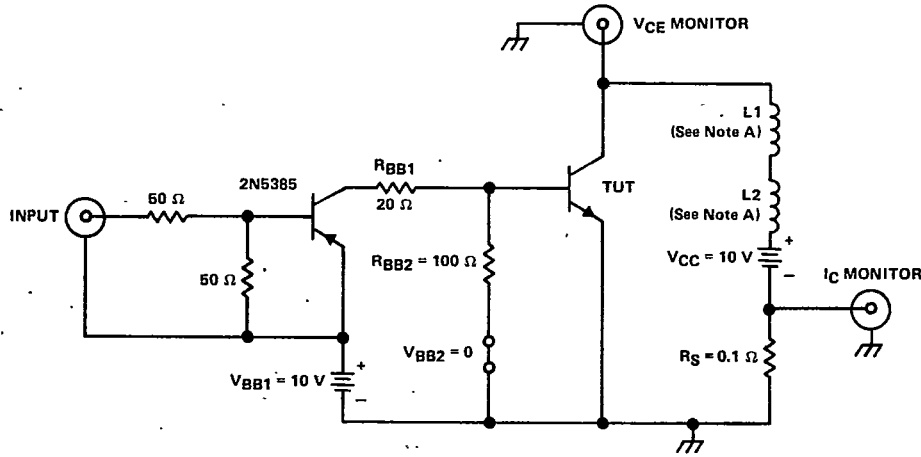 VCE MONITOR
L1
(See Note A)
RBB1
2N5385
TUT
20 Ω
L2
(See Note A)
50 Ω
INPUT
+
VCC = 10 V
−
RBB2 = 100 Ω
IC MONITOR
50 Ω
VBB2 = 0
RS = 0.1 Ω
+
VBB1 = 10 V
−